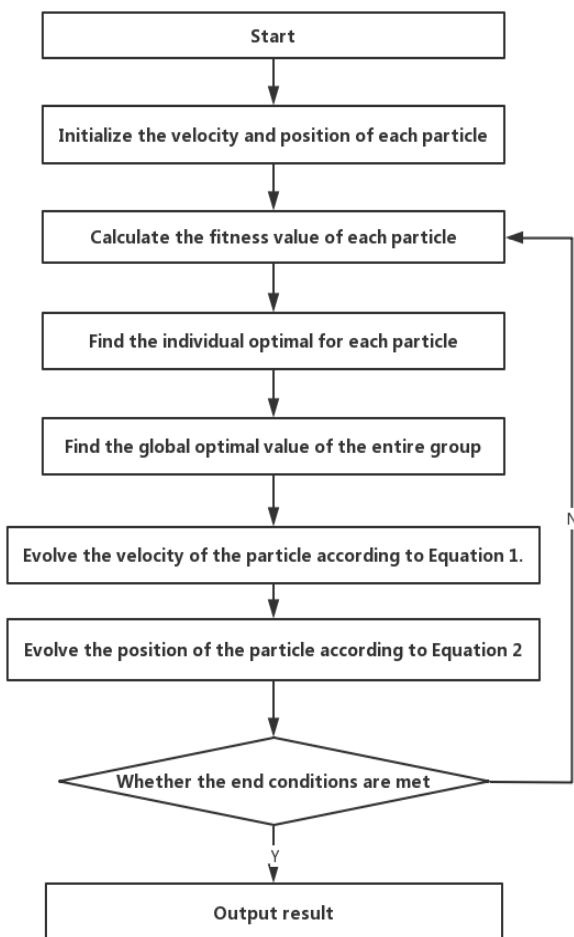 Start
Initialize the velocity and position of each particle
Calculate the fitness value of each particle
Find the individual optimal for each particle
Find the global optimal value of the entire group
N
Evolve the velocity of the particle according to Equation 1.
Evolve the position of the particle according to Equation 2
Whether the end conditions are met
Y
Output result